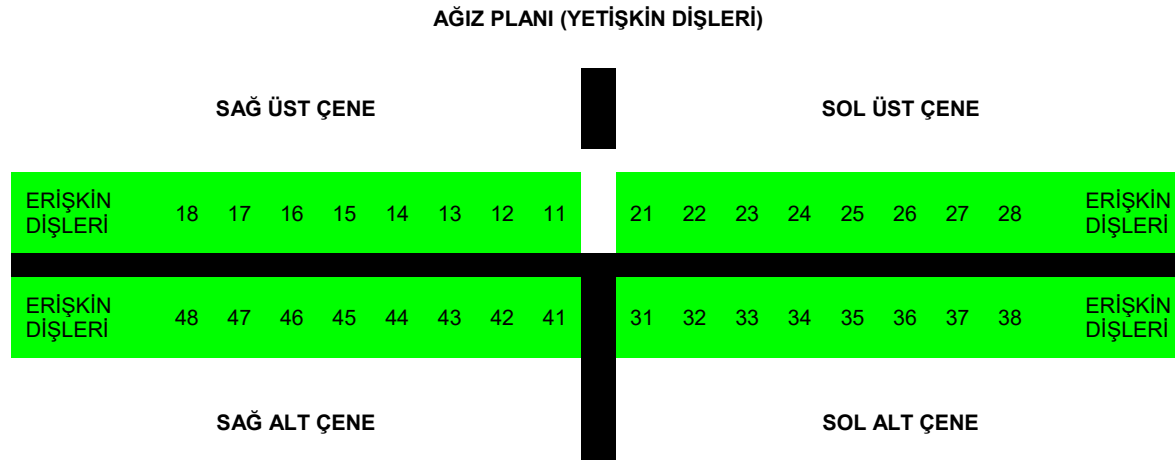 AĞIZ PLANI (YETİŞKİN DİŞLERİ)
SAĞ ÜST ÇENE
SOL ÜST ÇENE
ERİŞKİN
DİŞLERİ
18 17 16 15 14 13 12 11
21 22 23 24 25 26 27 28
ERİŞKİN
DİŞLERİ
ERİŞKİN
DİŞLERİ
48 47 46 45 44 43 42 41
31 32 33 34 35 36 37 38
ERİŞKİN
DİŞLERİ
SAĞ ALT ÇENE
SOL ALT ÇENE